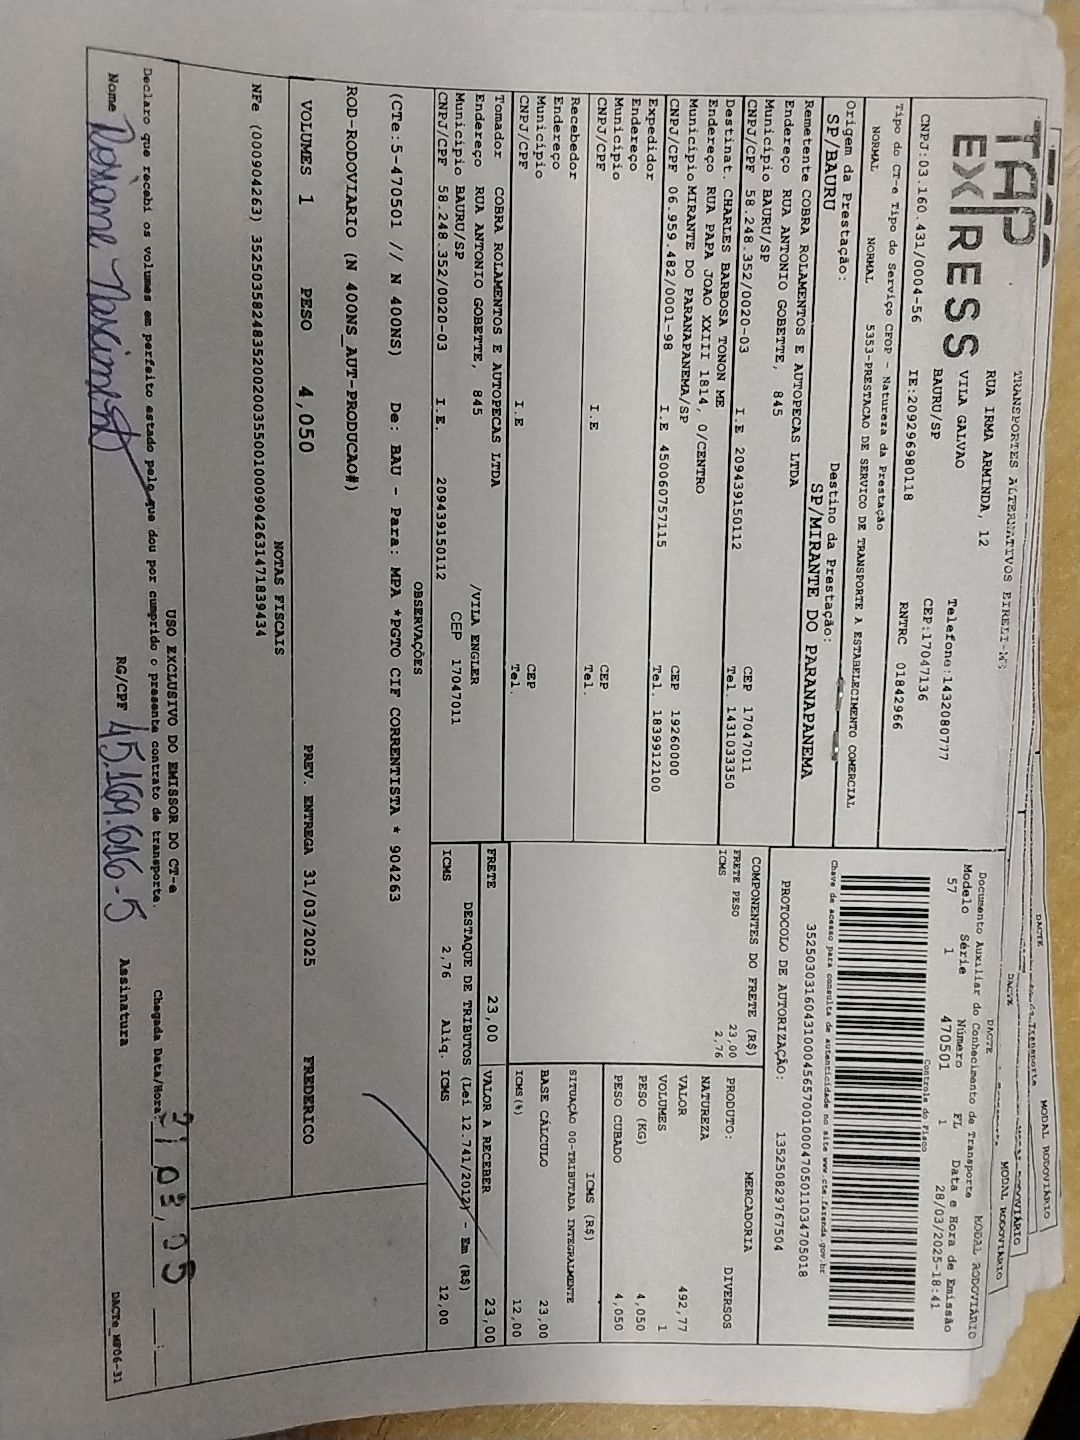 TAP
EXPRESS
TRANSPORTES ALTERNATIVOS EIRELI-ME
RUA IRMA ARMINDA, 12
VILA GALVAO
BAURU/SP
Telefone:1432080777
CEP:17047136
CNPJ:03.160.431/0004-56 IE:209296980118 RNTRC 01842966
Tipo do CT-e Tipo do Serviço CFOP - Natureza da Prestação
NORMAL NORMAL 5353-PRESTACAO DE SERVICO DE TRANSPORTE A ESTABELECIMENTO COMERCIAL
Origem da Prestação: Destino da Prestação:
SP/BAURU SP/MIRANTE DO PARANAPANEMA
Remetente COBRA ROLAMENTOS E AUTOPECAS LTDA
Endereço RUA ANTONIO GOBETTE, 845
Município BAURU/SP CEP 17047011
CNPJ/CPF 58.248.352/0020-03 I.E 209439150112 Tel 1431033350
Destinat. CHARLES BARBOSA TONON ME
Endereço RUA PAPA JOAO XXIII 1814, 0/CENTRO
Município MIRANTE DO PARANAPANEMA/SP CEP 19260000
CNPJ/CPF 06.959.482/0001-98 I.E 450060757115 Tel. 1839912100
Expedidor
Endereço
Município CEP
CNPJ/CPF I.E Tel.
Recebedor
Endereço
Município CEP
CNPJ/CPF I.E Tel.
Tomador COBRA ROLAMENTOS E AUTOPECAS LTDA
Endereço RUA ANTONIO GOBETTE, 845 /VILA ENGLER
Município BAURU/SP CEP 17047011
CNPJ/CPF 58.248.352/0020-03 I.E. 209439150112
DACTE
MODAL RODOVIÁRIO
DACTE
MODAL RODOVIÁRIO
DACTE
Documento Auxiliar do Conhecimento de Transporte MODAL RODOVIÁRIO
Modelo Série Número FL Data e Hora de Emissão
57 1 470501 1 28/03/2025-18:41
Controle do Fisco
Chave de acesso para consulta de autenticidade no site www.cte.fazenda.gov.br
35250303160431000456570010004705011034705018
PROTOCOLO DE AUTORIZAÇÃO: 135250829767504
COMPONENTES DO FRETE (R$)
FRETE PESO 23,00
ICMS 2,76
MERCADORIA
PRODUTO: DIVERSOS
NATUREZA
VALOR 492,77
VOLUMES 1
PESO (KG) 4,050
PESO CUBADO 4,050
ICMS (R$)
SITUAÇÃO 00-TRIBUTADA INTEGRALMENTE
BASE CÁLCULO 23,00
ICMS(%) 12,00
FRETE 23,00 VALOR A RECEBER 23,00
DESTAQUE DE TRIBUTOS (Lei 12.741/2012) - Em (R$)
ICMS 2,76 Aliq. ICMS 12,00
OBSERVAÇÕES
(CTe:5-470501 // N 400NS) De: BAU - Para: MPA *PGTO CIF CORRENTISTA * 904263
ROD-RODOVIARIO (N 400NS_AUT-PRODUCAO#)
VOLUMES 1 PESO 4,050 PREV. ENTREGA 31/03/2025 FREDERICO
NOTAS FISCAIS
NFe (000904263) 35250358248352002003550010009042631471839434
USO EXCLUSIVO DO EMISSOR DO CT-e
Declaro que recebi os volumes em perfeito estado pelo que dou por cumprido o presente contrato de transporte. Chegada Data/Hora: 31 03, 25
Nome Nascimento RG/CPF 45.169.616-5 Assinatura
DACTe_MP06-31